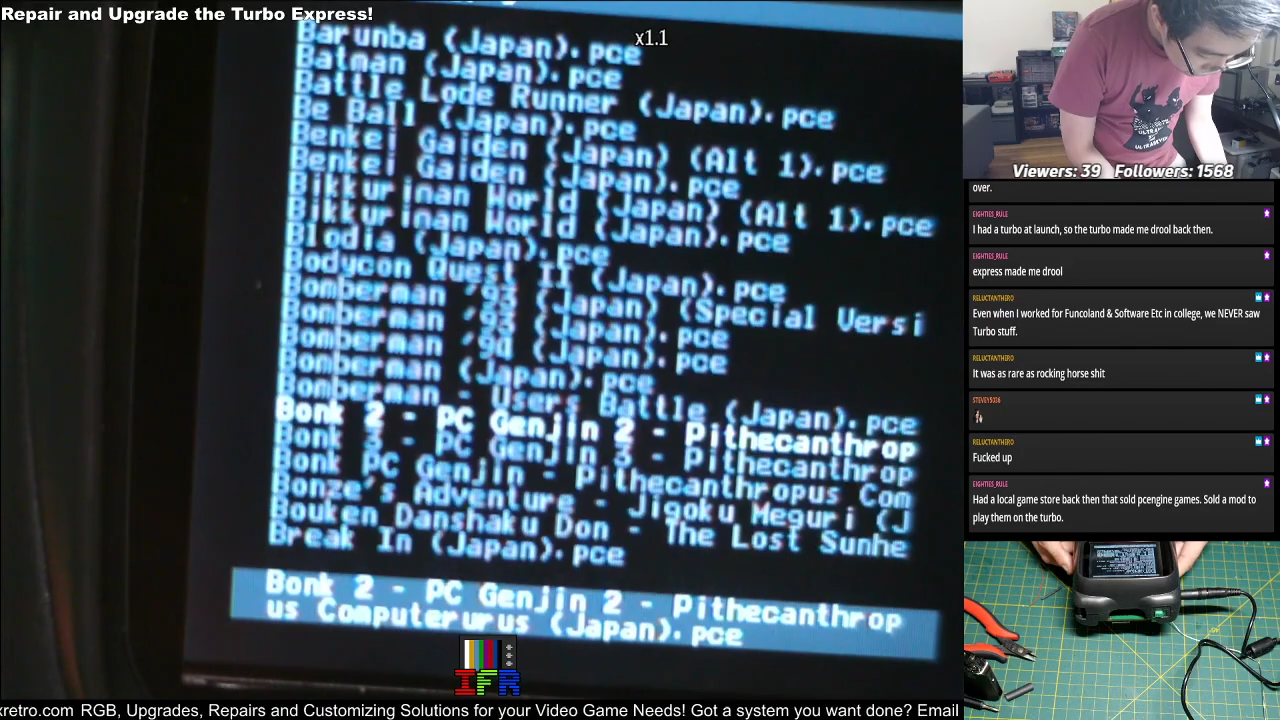 Repair and Upgrade the Turbo Express!
x1.1
Barunba (Japan).pce
Batman (Japan).pce
Battle Lode Runner (Japan).pce
Be Ball (Japan).pce
Benkei Gaiden (Japan) (Alt 1).pce
Benkei Gaiden (Japan).pce
Bikkuriman World (Japan) (Alt 1).pce
Bikkuriman World (Japan).pce
Blodia (Japan).pce
Bodycon Quest II (Japan).pce
Bomberman '93 (Japan) (Special Versi
Bomberman '93 (Japan).pce
Bomberman '94 (Japan).pce
Bomberman (Japan).pce
Bomberman - Users Battle (Japan).pce
Bonk 2 - PC Genjin 2 - Pithecanthrop
Bonk 3 - PC Genjin 3 - Pithecanthrop
Bonk PC Genjin - Pithecanthropus Com
Bonze's Adventure - Jigoku Meguri (J
Bouken Danshaku Don - The Lost Sunhe
Break In (Japan).pce
Bonk 2 - PC Genjin 2 - Pithecanthrop
us Computerurus (Japan).pce
IFR
xrero.com RGB, Upgrades, Repairs and Customizing Solutions for your Video Game Needs! Got a system you want done? Email
ULTRAMEN
Viewers: 39 Followers: 1568
over.
EIGHTIES_RULE
I had a turbo at launch, so the turbo made me drool back then.
EIGHTIES_RULE
express made me drool
RELUCTANTHERO
Even when I worked for Funcoland & Software Etc in college, we NEVER saw
Turbo stuff.
RELUCTANTHERO
It was as rare as rocking horse shit
STEVEY5036
RELUCTANTHERO
Fucked up
EIGHTIES_RULE
Had a local game store back then that sold pcengine games. Sold a mod to
play them on the turbo.